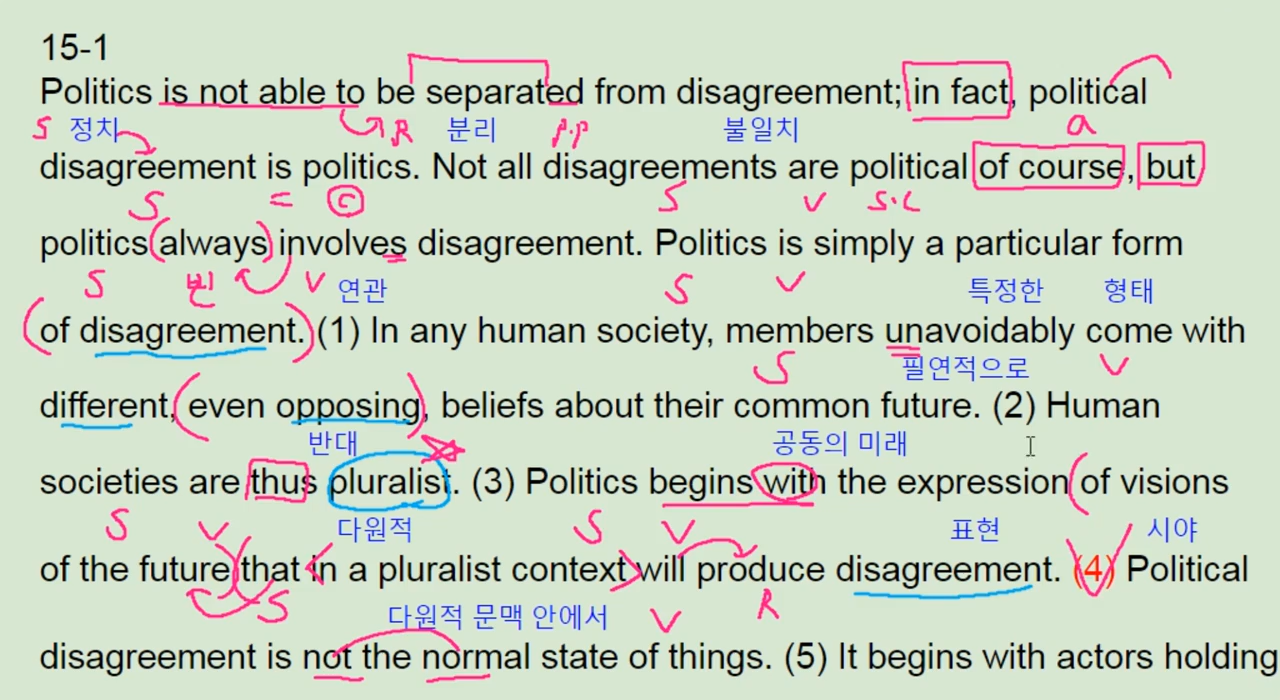 15-1
Politics is not able to be separated from disagreement; in fact, political
S 정치 R 분리 p.p 불일치 a
disagreement is politics. Not all disagreements are political of course, but
S = C S V S.C
politics (always) involves disagreement. Politics is simply a particular form
S 빈 V 연관 S V 특정한 형태
(of disagreement.) (1) In any human society, members unavoidably come with
S 필연적으로 V
different, (even opposing), beliefs about their common future. (2) Human
반대 공동의 미래
societies are thus pluralist. (3) Politics begins with the expression (of visions
S V 다원적 S V 표현 시야
of the future (that <in a pluralist context> will produce disagreement. (4) Political
S 다원적 문맥 안에서 V R
disagreement is not the normal state of things. (5) It begins with actors holding